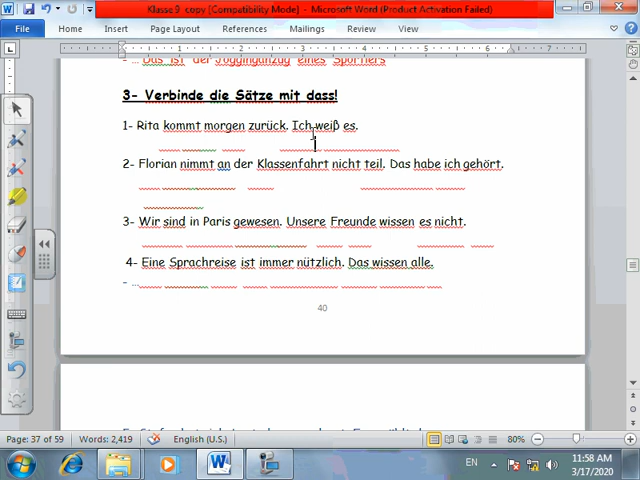 Klasse 9 copy [Compatibility Mode] - Microsoft Word (Product Activation Failed)
File Home Insert Page Layout References Mailings Review View
- ... Das ist der Jogginganzug eines Sportlers
3- Verbinde die Sätze mit dass!
1- Rita kommt morgen zurück. Ich weiß es.
2- Florian nimmt an der Klassenfahrt nicht teil. Das habe ich gehört.
3- Wir sind in Paris gewesen. Unsere Freunde wissen es nicht.
4- Eine Sprachreise ist immer nützlich. Das wissen alle.
- ...
40
Page: 37 of 59 Words: 2,419 English (U.S.) 80%
EN 11:58 AM
3/17/2020